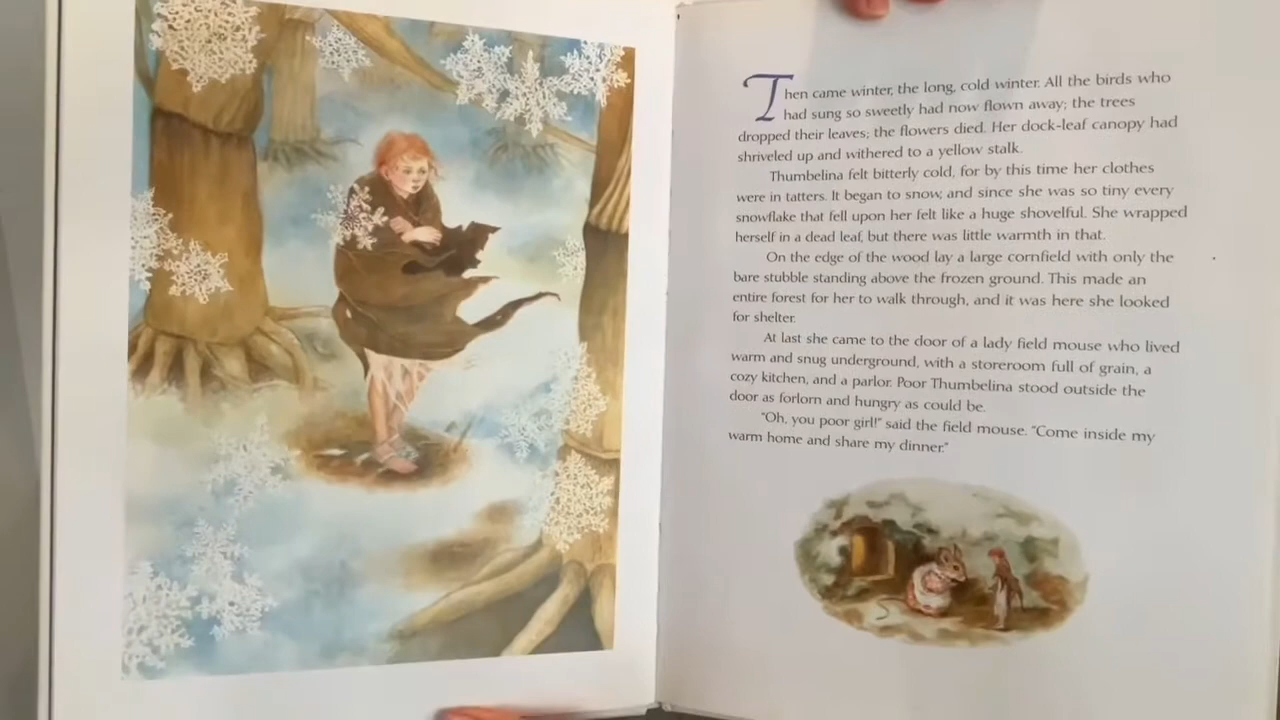 Then came winter, the long, cold winter. All the birds who
had sung so sweetly had now flown away; the trees
dropped their leaves; the flowers died. Her dock-leaf canopy had
shriveled up and withered to a yellow stalk.
Thumbelina felt bitterly cold, for by this time her clothes
were in tatters. It began to snow, and since she was so tiny every
snowflake that fell upon her felt like a huge shovelful. She wrapped
herself in a dead leaf, but there was little warmth in that.
On the edge of the wood lay a large cornfield with only the
bare stubble standing above the frozen ground. This made an
entire forest for her to walk through, and it was here she looked
for shelter.
At last she came to the door of a lady field mouse who lived
warm and snug underground, with a storeroom full of grain, a
cozy kitchen, and a parlor. Poor Thumbelina stood outside the
door as forlorn and hungry as could be.
"Oh, you poor girl!" said the field mouse. "Come inside my
warm home and share my dinner."